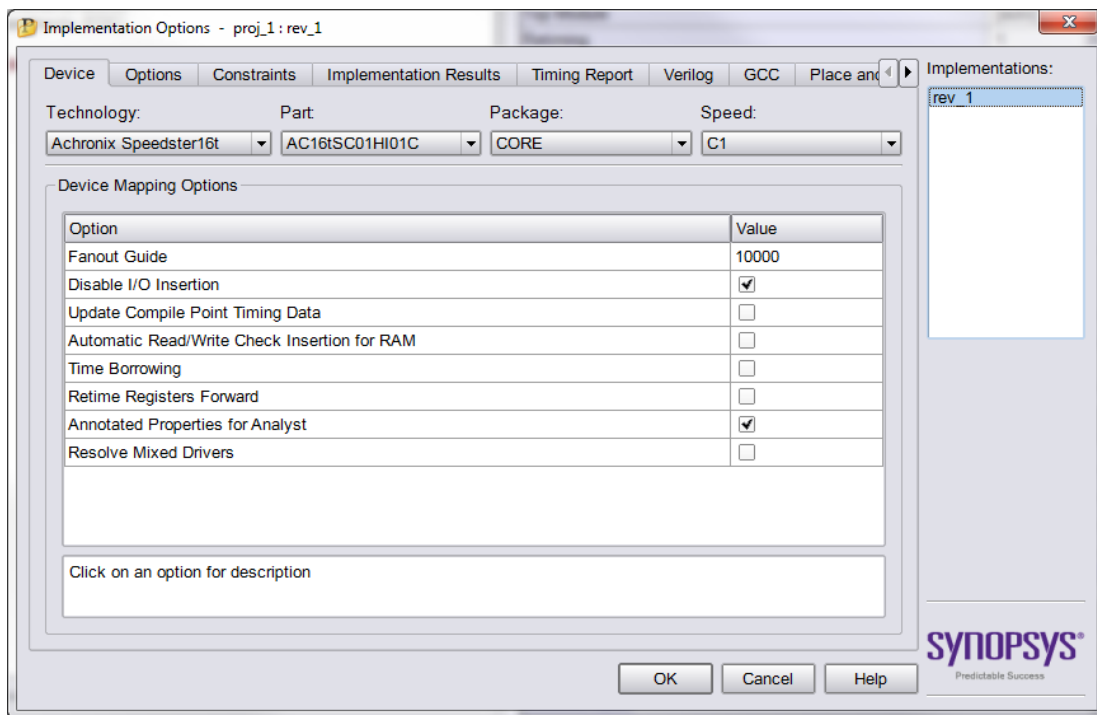 Implementation Options - proj_1 : rev_1
Device Options Constraints Implementation Results Timing Report Verilog GCC Place and
Implementations:
rev_1
Technology: Part: Package: Speed:
Achronix Speedster16t AC16tSC01HI01C CORE C1
Device Mapping Options
Option Value
Fanout Guide 10000
Disable I/O Insertion
Update Compile Point Timing Data
Automatic Read/Write Check Insertion for RAM
Time Borrowing
Retime Registers Forward
Annotated Properties for Analyst
Resolve Mixed Drivers
Click on an option for description
SYNOPSYS®
Predictable Success
OK Cancel Help